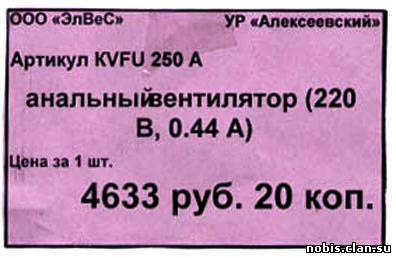 ООО «ЭлВеС» УР «Алексеевский»
Артикул KVFU 250 A
анальныйвентилятор (220
В, 0.44 А)
Цена за 1 шт.
4633 руб. 20 коп.
nobis.clan.su